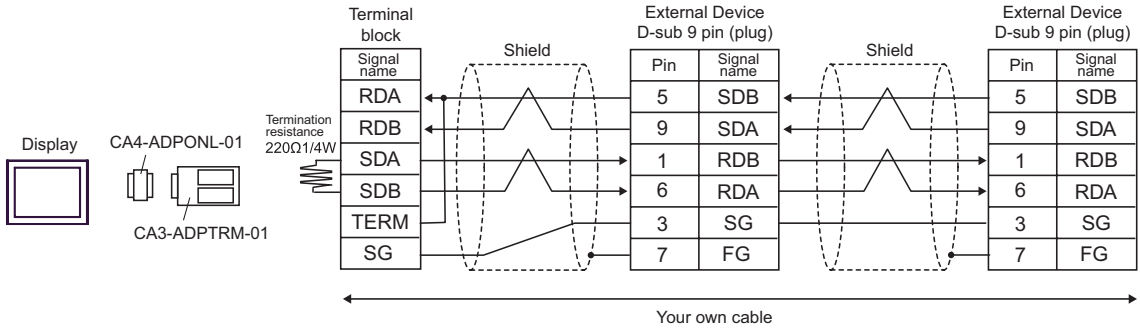 Display
CA4-ADPONL-01
CA3-ADPTRM-01
Termination
resistance
220Ω1/4W
Terminal
block
Signal
name
RDA
RDB
SDA
SDB
TERM
SG
Shield
External Device
D-sub 9 pin (plug)
Pin Signal
name
5 SDB
9 SDA
1 RDB
6 RDA
3 SG
7 FG
Shield
External Device
D-sub 9 pin (plug)
Pin Signal
name
5 SDB
9 SDA
1 RDB
6 RDA
3 SG
7 FG
Your own cable